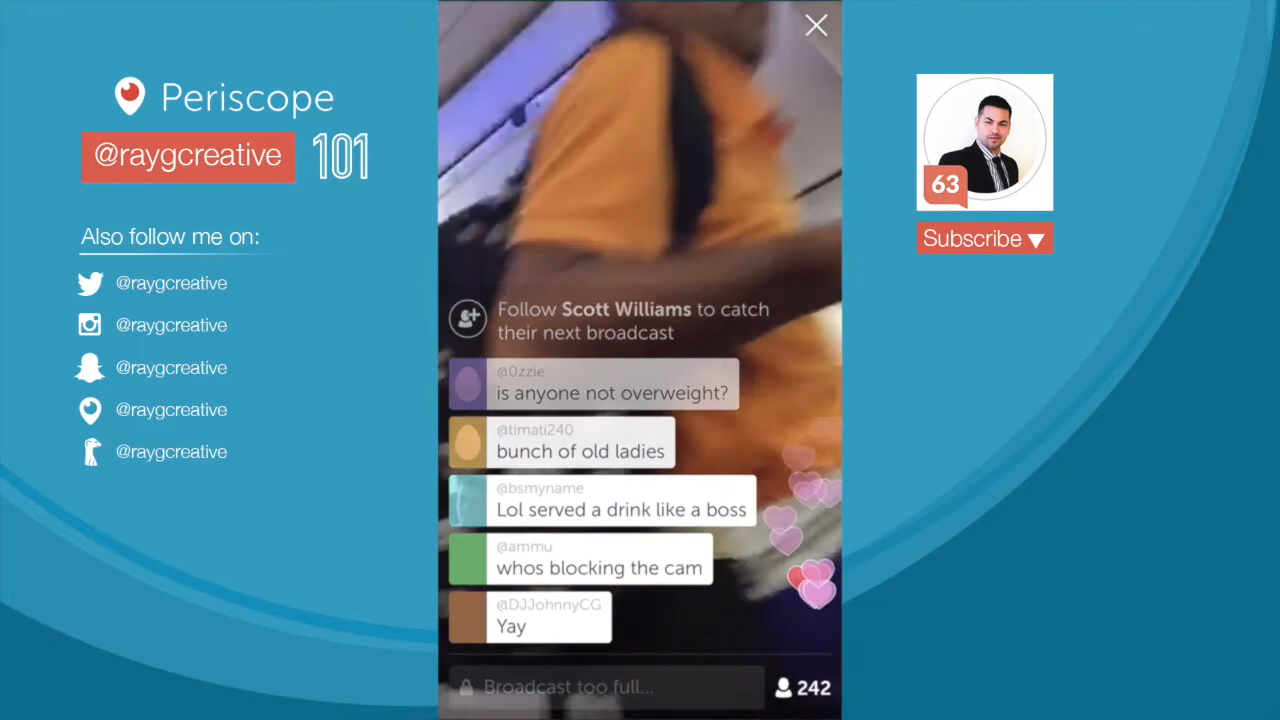 Periscope
@raygcreative 101
Also follow me on:
@raygcreative
@raygcreative
@raygcreative
@raygcreative
@raygcreative
Follow Scott Williams to catch
their next broadcast
@0zzie
is anyone not overweight?
@timati240
bunch of old ladies
@bsmyname
Lol served a drink like a boss
@ammu
whos blocking the cam
@DJJohnnyCG
Yay
Broadcast too full...
242
63
Subscribe